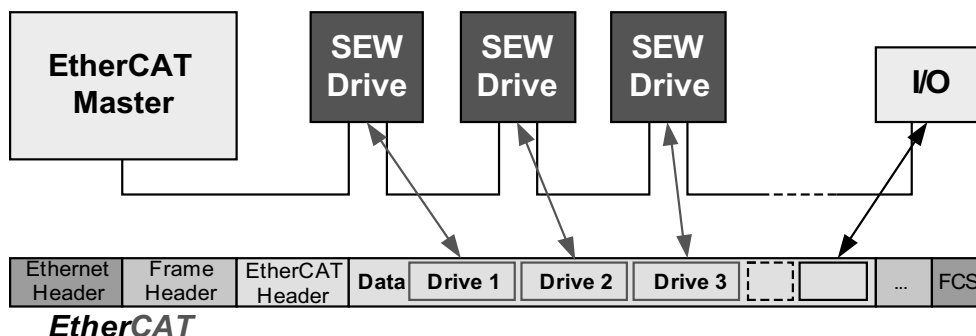 EtherCAT
Master
SEW
Drive
SEW
Drive
SEW
Drive
I/O
Ethernet
Header
Frame
Header
EtherCAT
Header
Data
Drive 1
Drive 2
Drive 3
...
FCS
EtherCAT